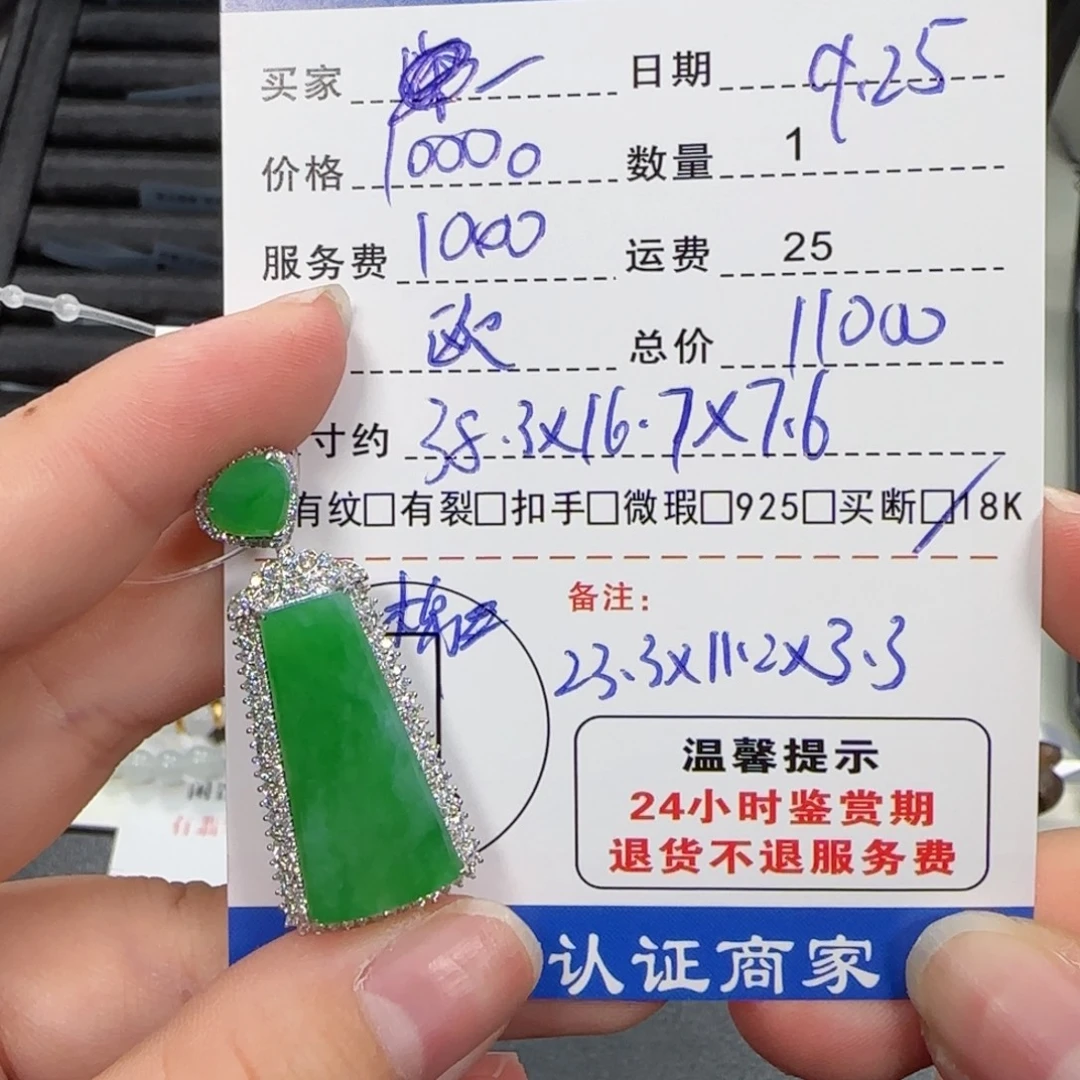 买家 日期 9.25
价格 10000 数量 1
服务费 1000 运费 25
欧 总价 11000
寸约 38.3x16.7x7.6
有纹□有裂□扣手□微瑕□925□买断□18K
备注:
23.3x11.2x3.3
温馨提示
24小时鉴赏期
退货不退服务费
认证商家